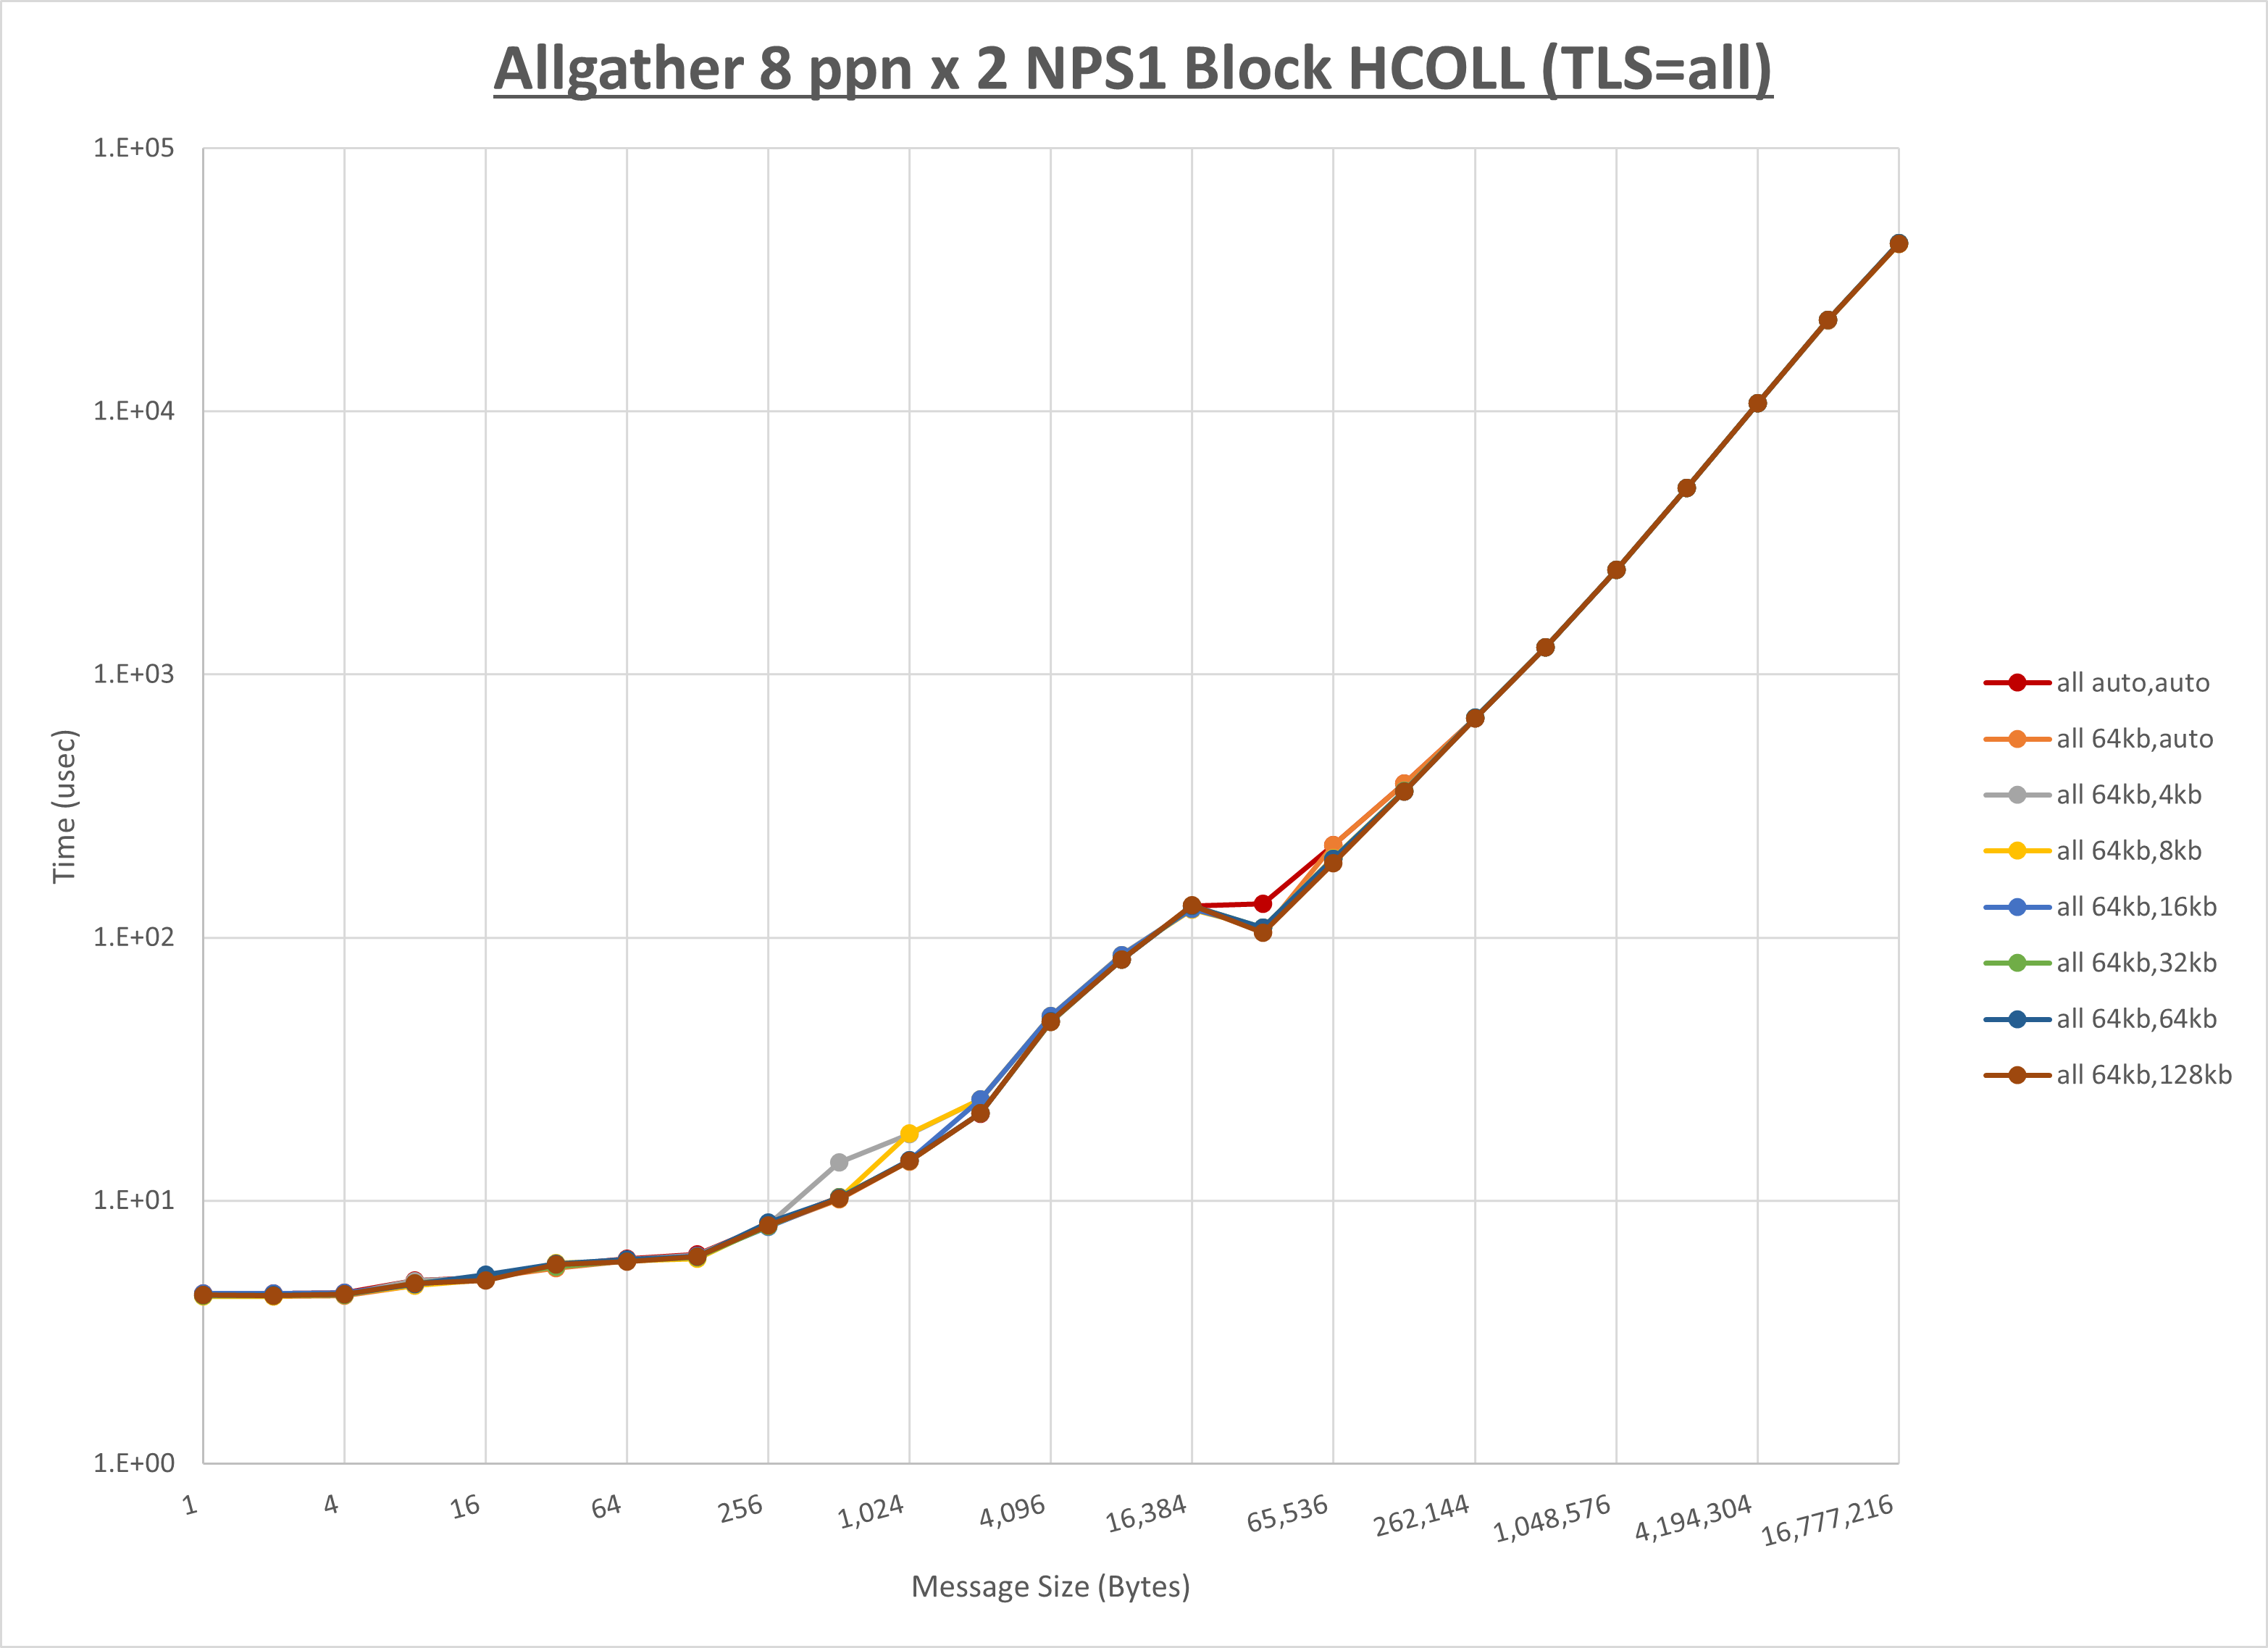 Allgather 8 ppn x 2 NPS1 Block HCOLL (TLS=all)
1.E+05
1.E+04
1.E+03
1.E+02
1.E+01
1.E+00
Time (usec)
1
4
16
64
256
1,024
4,096
16,384
65,536
262,144
1,048,576
4,194,304
16,777,216
Message Size (Bytes)
all auto,auto
all 64kb,auto
all 64kb,4kb
all 64kb,8kb
all 64kb,16kb
all 64kb,32kb
all 64kb,64kb
all 64kb,128kb